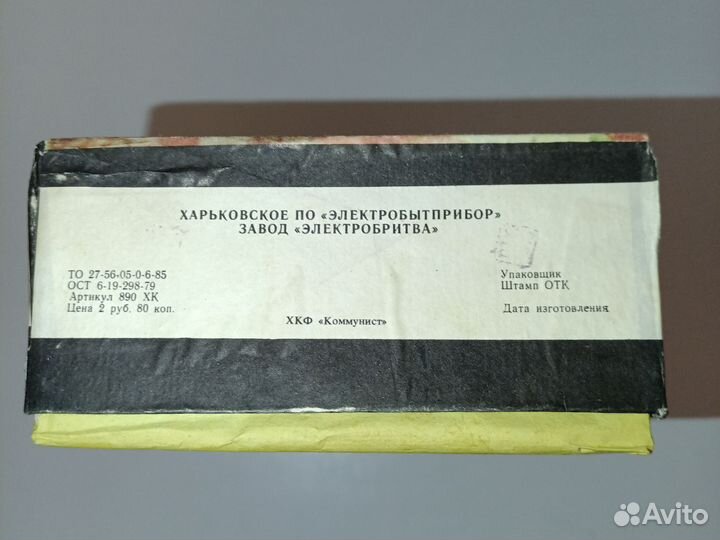 ХАРЬКОВСКОЕ ПО «ЭЛЕКТРОБЫТПРИБОР»
ЗАВОД «ЭЛЕКТРОБРИТВА»
ТО 27-56-05-0-6-85
ОСТ 6-19-298-79
Артикул 890 ХК
Цена 2 руб. 80 коп.
Упаковщик
Штамп ОТК
Дата изготовления
ХКФ «Коммунист»
Avito